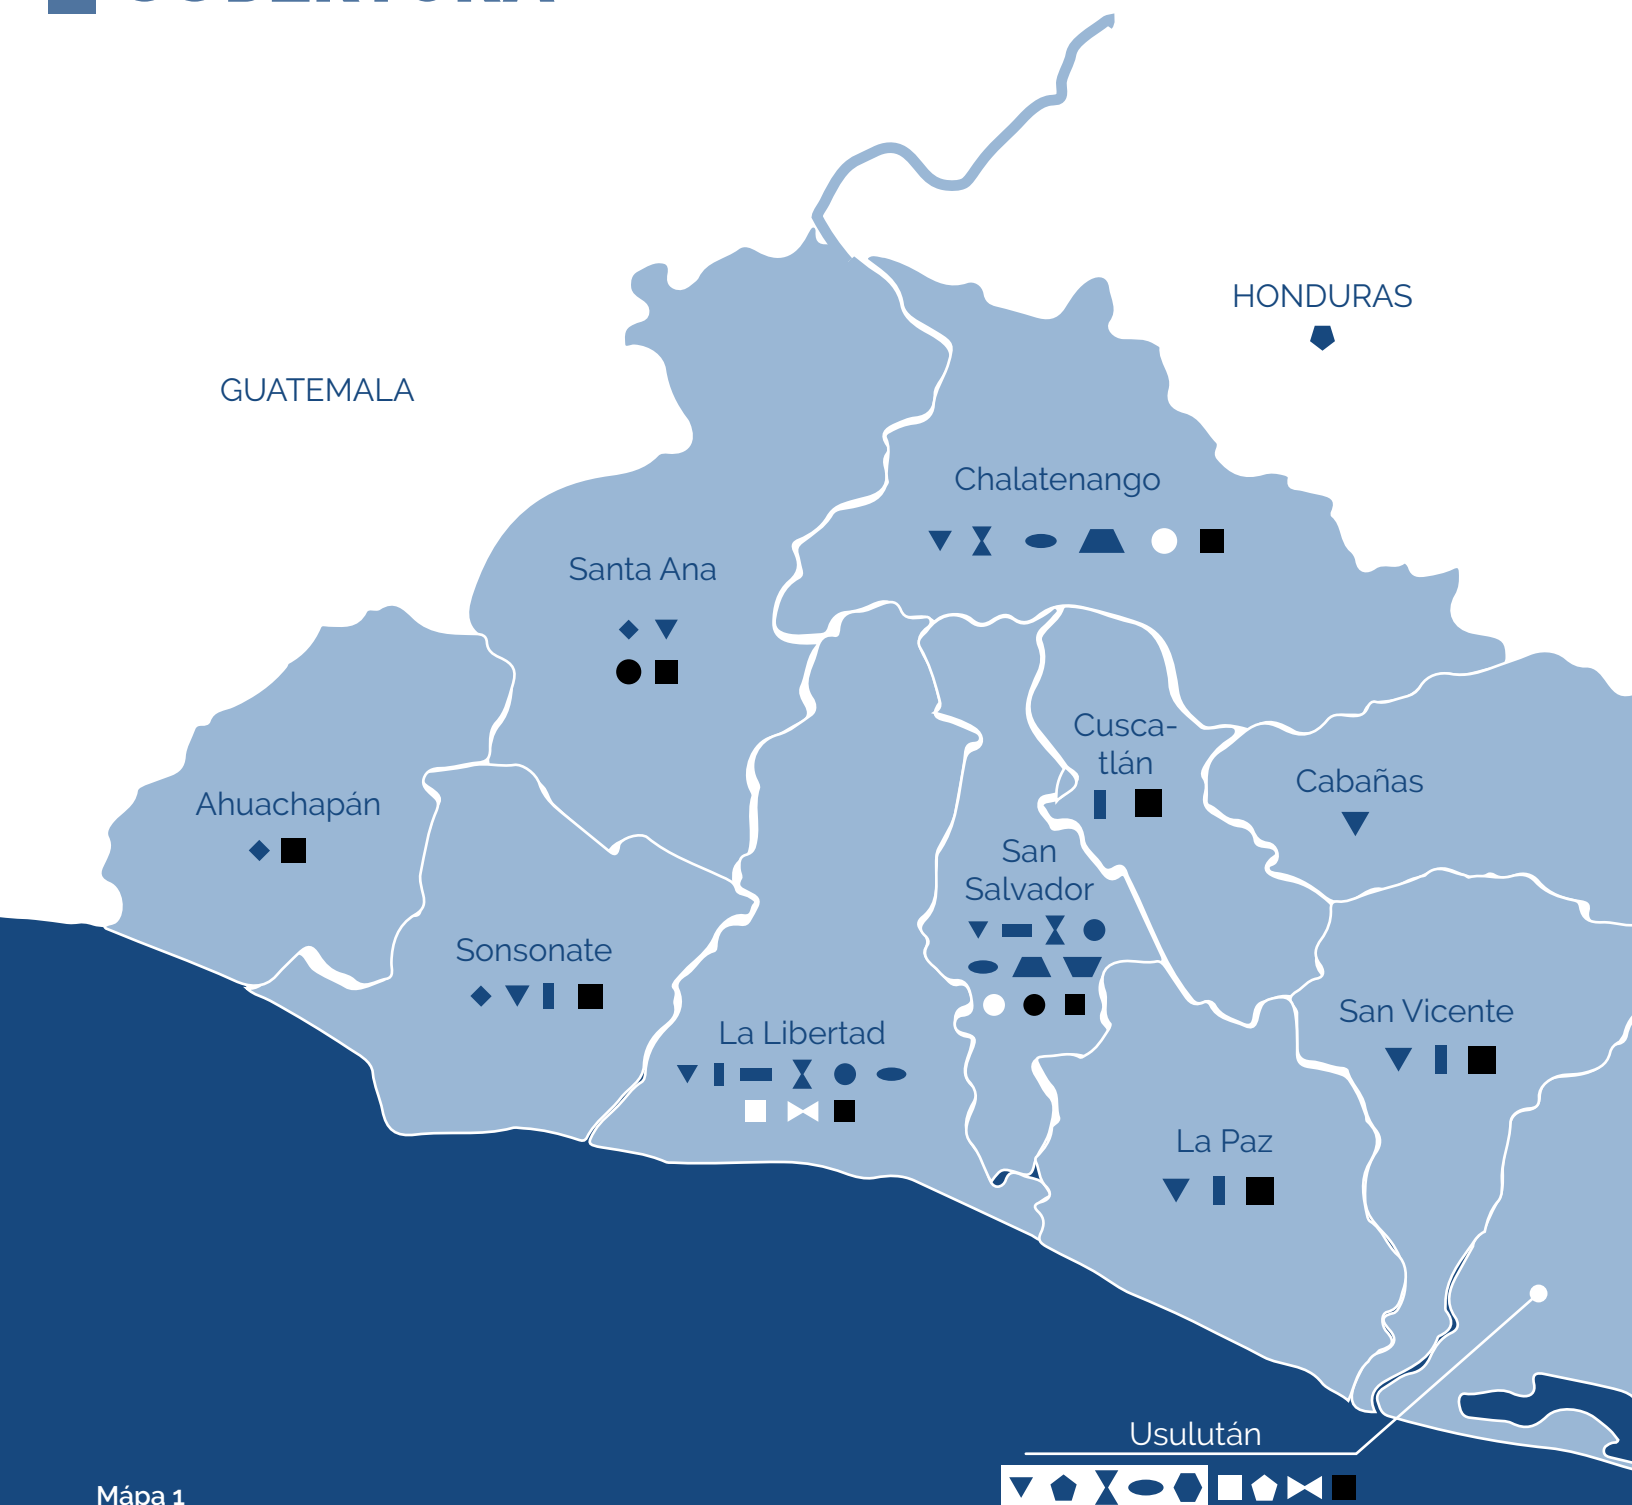 HONDURAS
GUATEMALA
Chalatenango
Santa Ana
Cusca-
tlán
Cabañas
Ahuachapán
San
Salvador
Sonsonate
San Vicente
La Libertad
La Paz
Usulután
Mápa 1